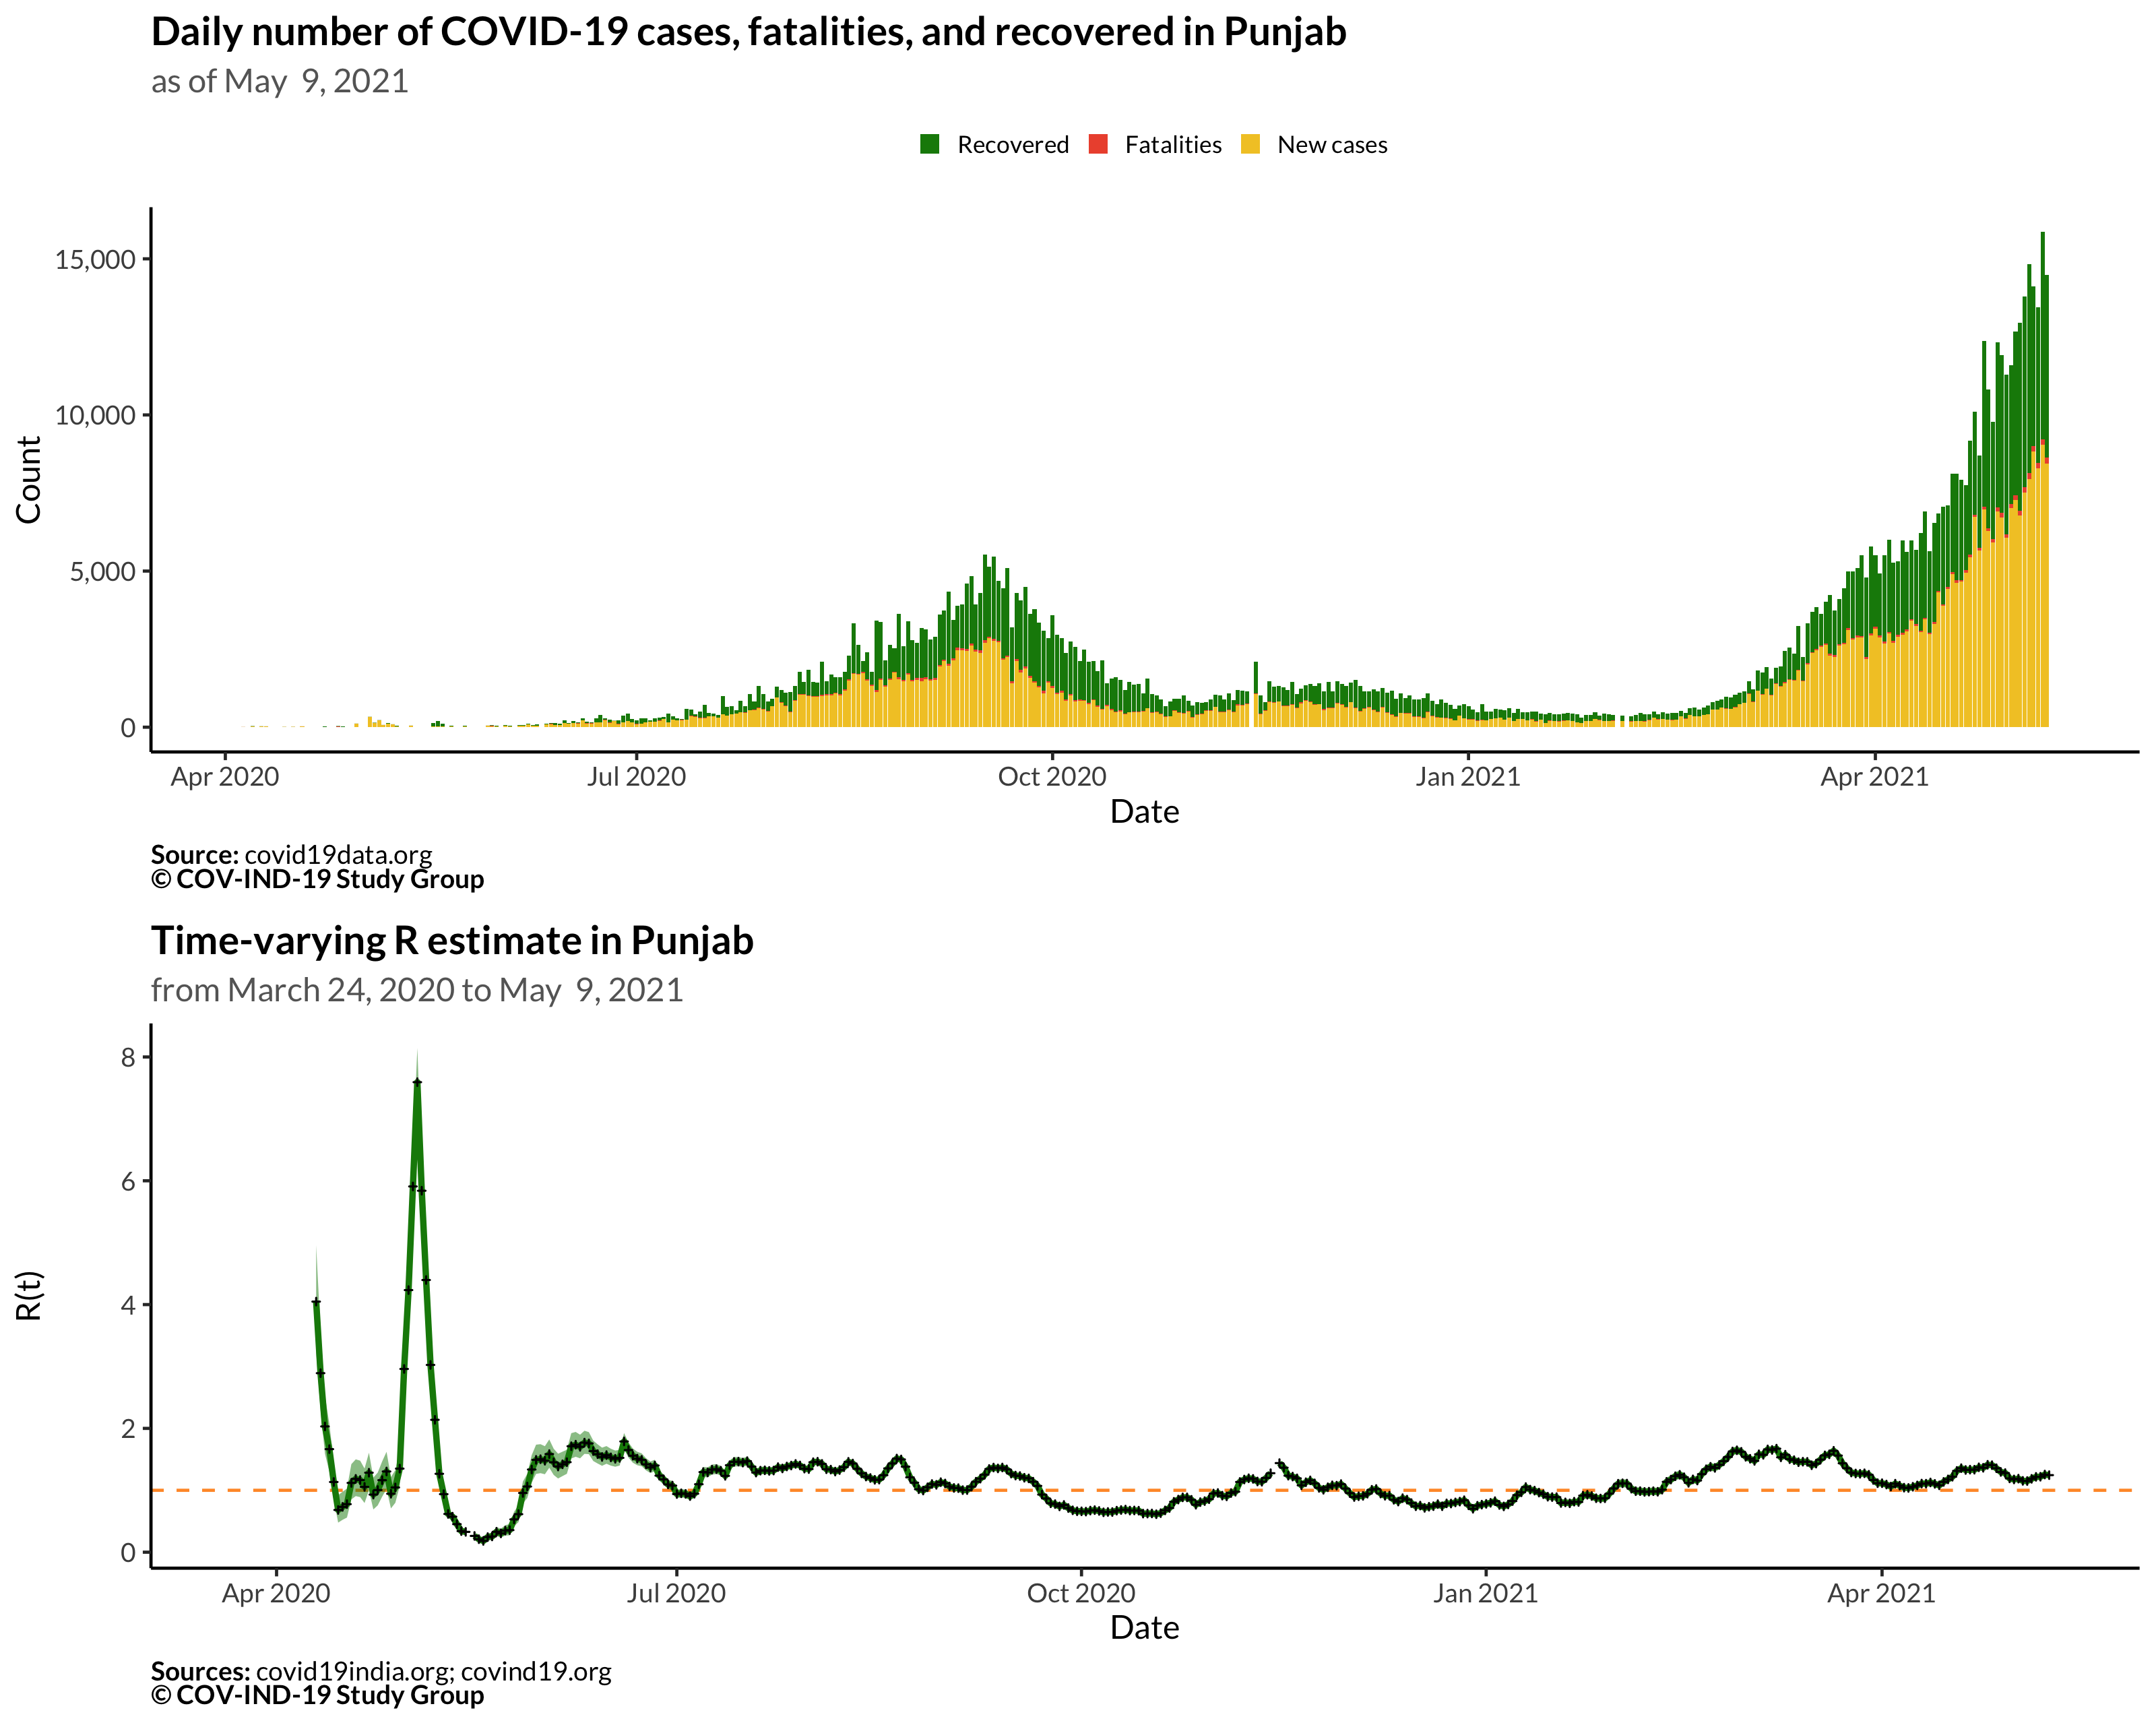 Daily number of COVID-19 cases, fatalities, and recovered in Punjab
as of May  9, 2021
Recovered Fatalities New cases
15,000
10,000
5,000
0
Count
Apr 2020 Jul 2020 Oct 2020 Jan 2021 Apr 2021
Date
Source: covid19data.org
© COV-IND-19 Study Group
Time-varying R estimate in Punjab
from March 24, 2020 to May  9, 2021
8
6
4
2
0
R(t)
Apr 2020 Jul 2020 Oct 2020 Jan 2021 Apr 2021
Date
Sources: covid19india.org; covind19.org
© COV-IND-19 Study Group